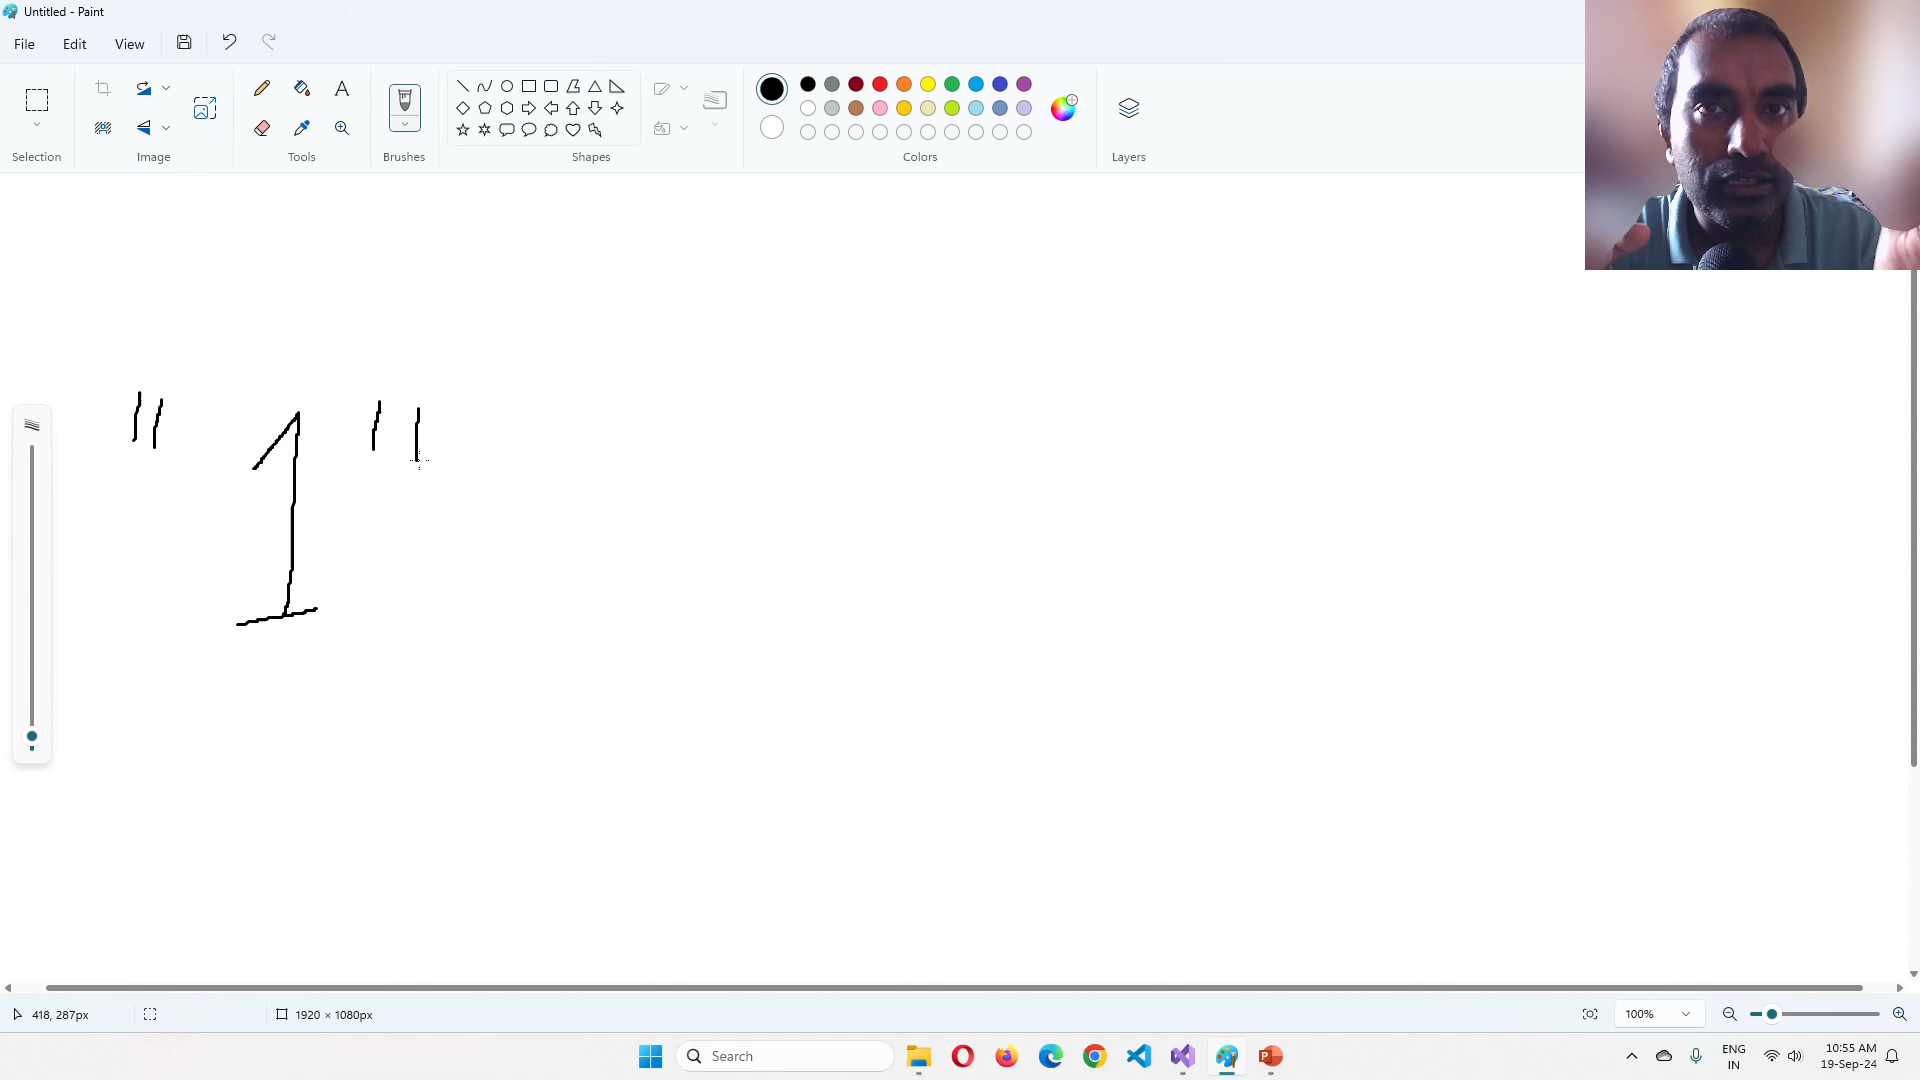 Untitled - Paint
File Edit View
Selection Image Tools Brushes Shapes Colors Layers
"1"
418, 287px 1920 × 1080px 100%
Search
ENG
IN
10:55 AM
19-Sep-24